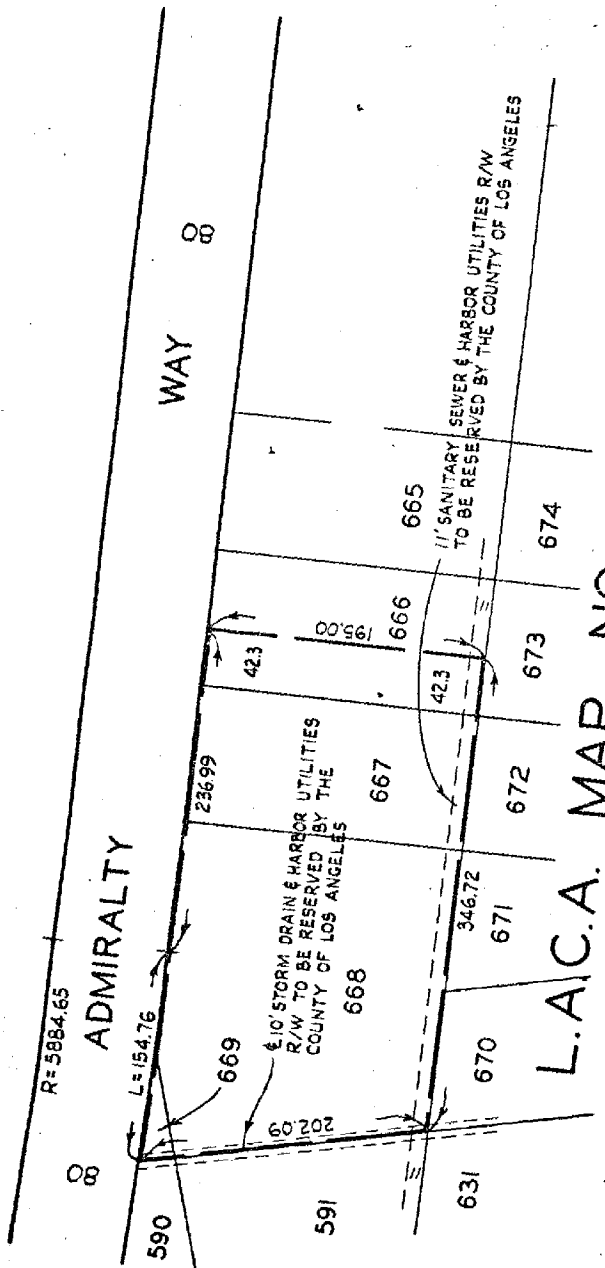 R=5884.65
ADMIRALTY
WAY
80
80
L=154.76
236.99
42.3
42.3
195.00
202.09
346.72
℄ 10' STORM DRAIN & HARBOR UTILITIES
R/W TO BE RESERVED BY THE
COUNTY OF LOS ANGELES
11' SANITARY SEWER & HARBOR UTILITIES R/W
TO BE RESERVED BY THE COUNTY OF LOS ANGELES
590
591
631
669
668
667
666
665
670
671
672
673
674
L.A.C.A. MAP NO.